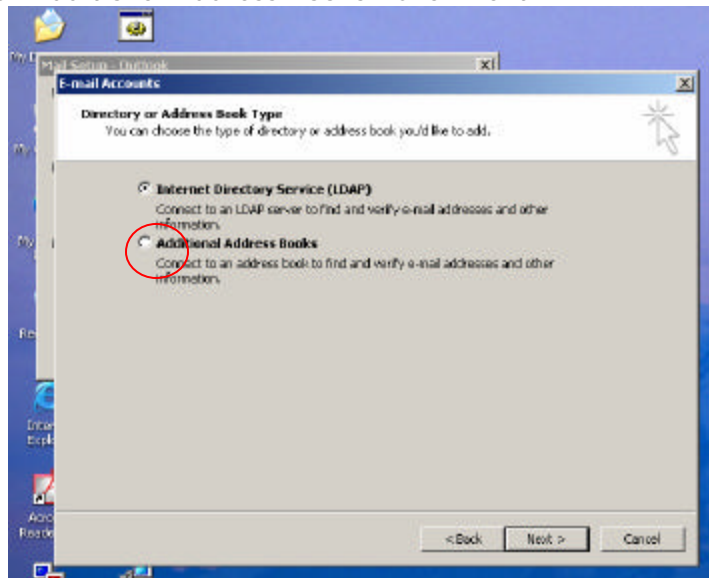 Mail Setup - Outlook
E-mail Accounts
Directory or Address Book Type
You can choose the type of directory or address book you'd like to add.
Internet Directory Service (LDAP)
Connect to an LDAP server to find and verify e-mail addresses and other
information.
Additional Address Books
Connect to an address book to find and verify e-mail addresses and other
information.
< Back
Next >
Cancel